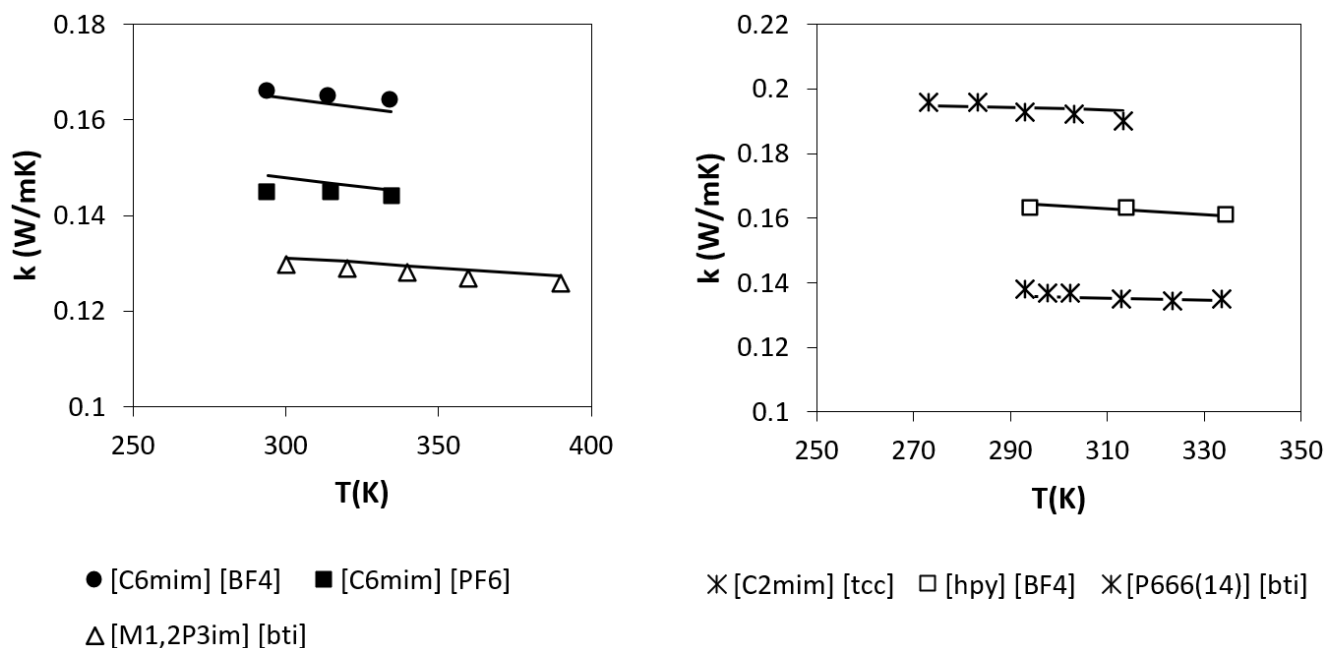 0.18
0.16
0.14
0.12
0.1
k (W/mK)
250 300 350 400
T(K)
[C6mim] [BF4] [C6mim] [PF6]
[M1,2P3im] [bti]
0.22
0.2
0.18
0.16
0.14
0.12
0.1
k (W/mK)
250 270 290 310 330 350
T(K)
[C2mim] [tcc] [hpy] [BF4] [P666(14)] [bti]